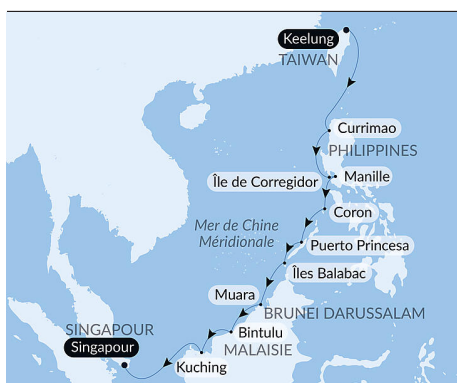 Keelung
TAIWAN
Currimao
PHILIPPINES
Île de Corregidor
Manille
Coron
Mer de Chine
Méridionale
Puerto Princesa
Îles Balabac
Muara
BRUNEI DARUSSALAM
SINGAPOUR
Singapour
Bintulu
MALAISIE
Kuching